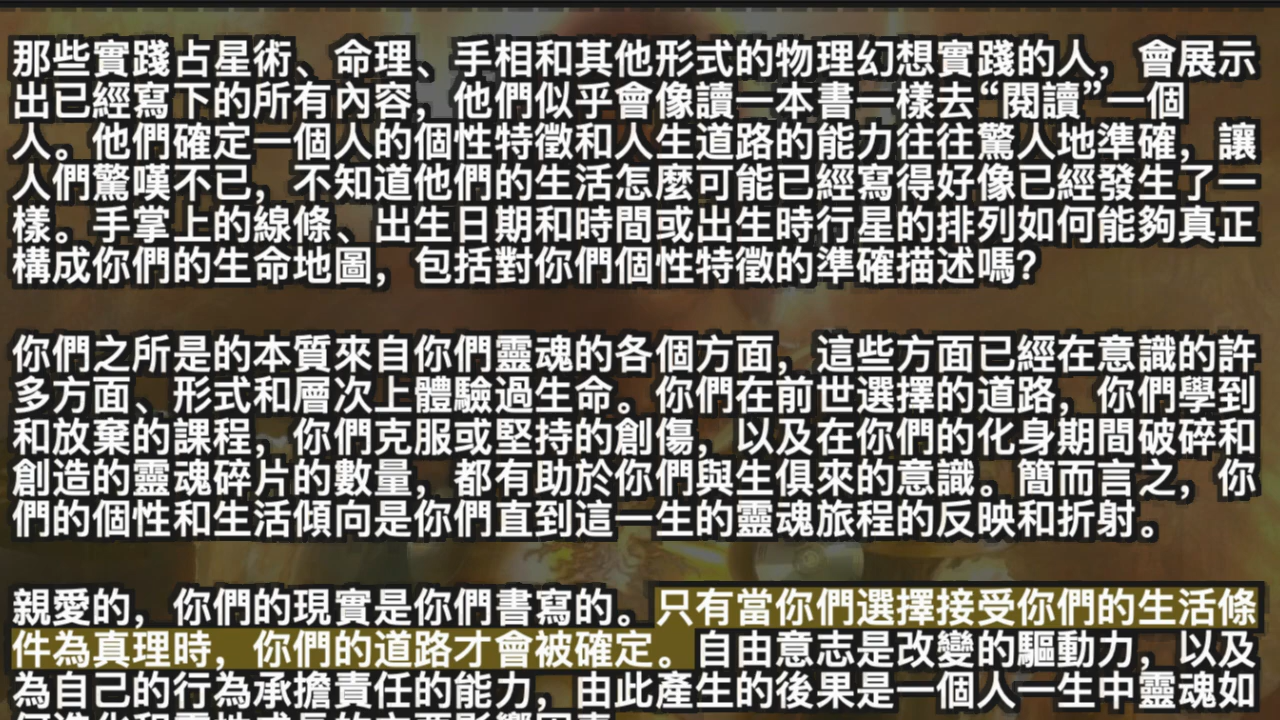 那些實踐占星術、命理、手相和其他形式的物理幻想實踐的人，會展示
出已經寫下的所有內容，他們似乎會像讀一本書一樣去“閱讀”一個
人。他們確定一個人的個性特徵和人生道路的能力往往驚人地準確，讓
人們驚嘆不已，不知道他們的生活怎麼可能已經寫得好像已經發生了一
樣。手掌上的線條、出生日期和時間或出生時行星的排列如何能夠真正
構成你們的生命地圖，包括對你們個性特徵的準確描述嗎？
你們之所是的本質來自你們靈魂的各個方面，這些方面已經在意識的許
多方面、形式和層次上體驗過生命。你們在前世選擇的道路，你們學到
和放棄的課程，你們克服或堅持的創傷，以及在你們的化身期間破碎和
創造的靈魂碎片的數量，都有助於你們與生俱來的意識。簡而言之，你
們的個性和生活傾向是你們直到這一生的靈魂旅程的反映和折射。
親愛的，你們的現實是你們書寫的。只有當你們選擇接受你們的生活條
件為真理時，你們的道路才會被確定。自由意志是改變的驅動力，以及
為自己的行為承擔責任的能力，由此產生的後果是一個人一生中靈魂如